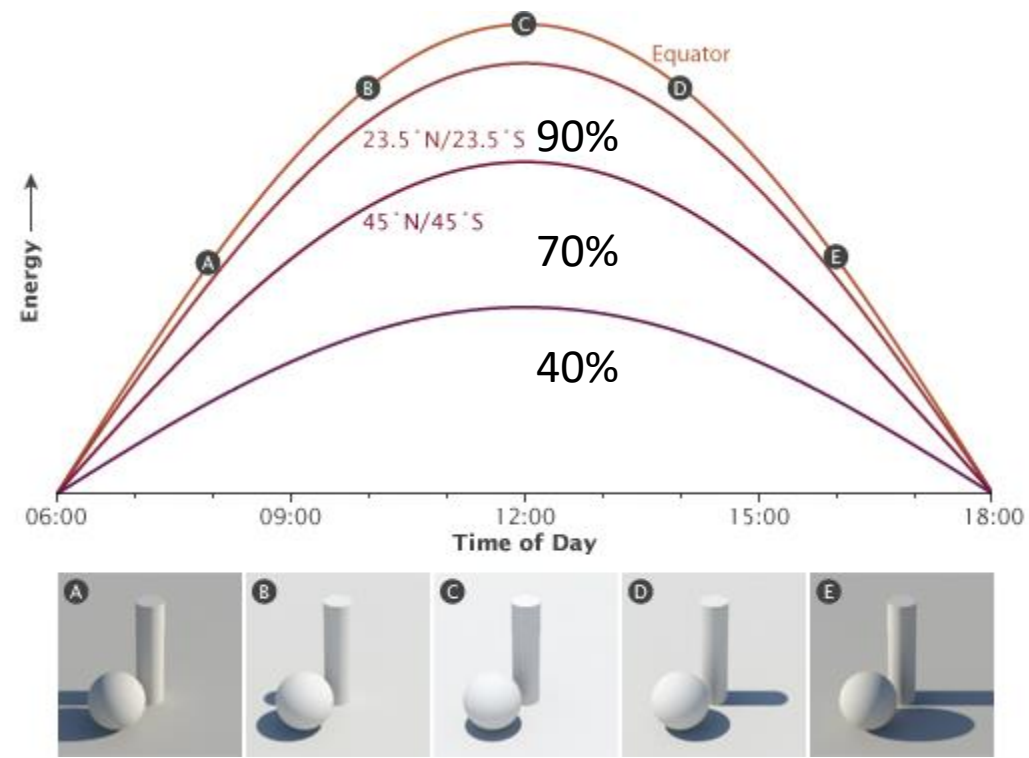 C
Equator
B
D
23.5˚N/23.5˚S 90%
45˚N/45˚S
70%
A
E
Energy
40%
06:00 09:00 12:00 15:00 18:00
Time of Day
A B C D E